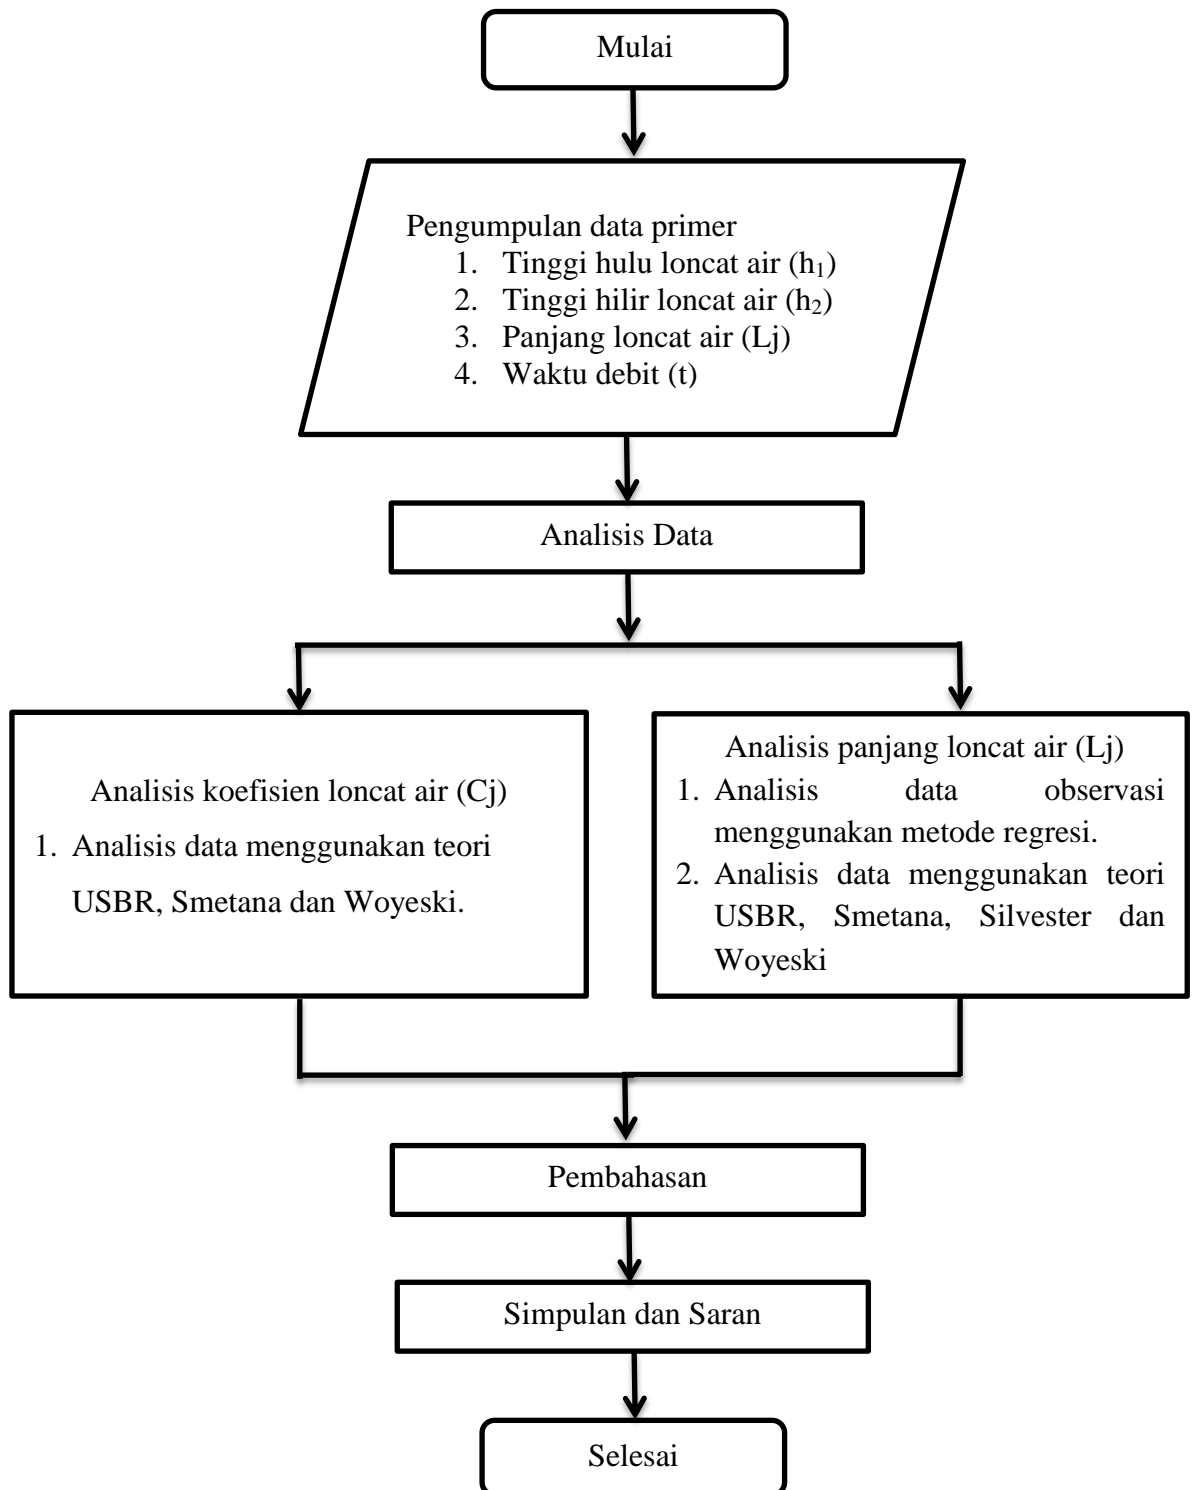 Mulai
Pengumpulan data primer
1. Tinggi hulu loncat air (h₁)
2. Tinggi hilir loncat air (h₂)
3. Panjang loncat air (Lj)
4. Waktu debit (t)
Analisis Data
Analisis koefisien loncat air (Cj)
1. Analisis data menggunakan teori
USBR, Smetana dan Woyeski.
Analisis panjang loncat air (Lj)
1. Analisis data observasi
menggunakan metode regresi.
2. Analisis data menggunakan teori
USBR, Smetana, Silvester dan
Woyeski
Pembahasan
Simpulan dan Saran
Selesai